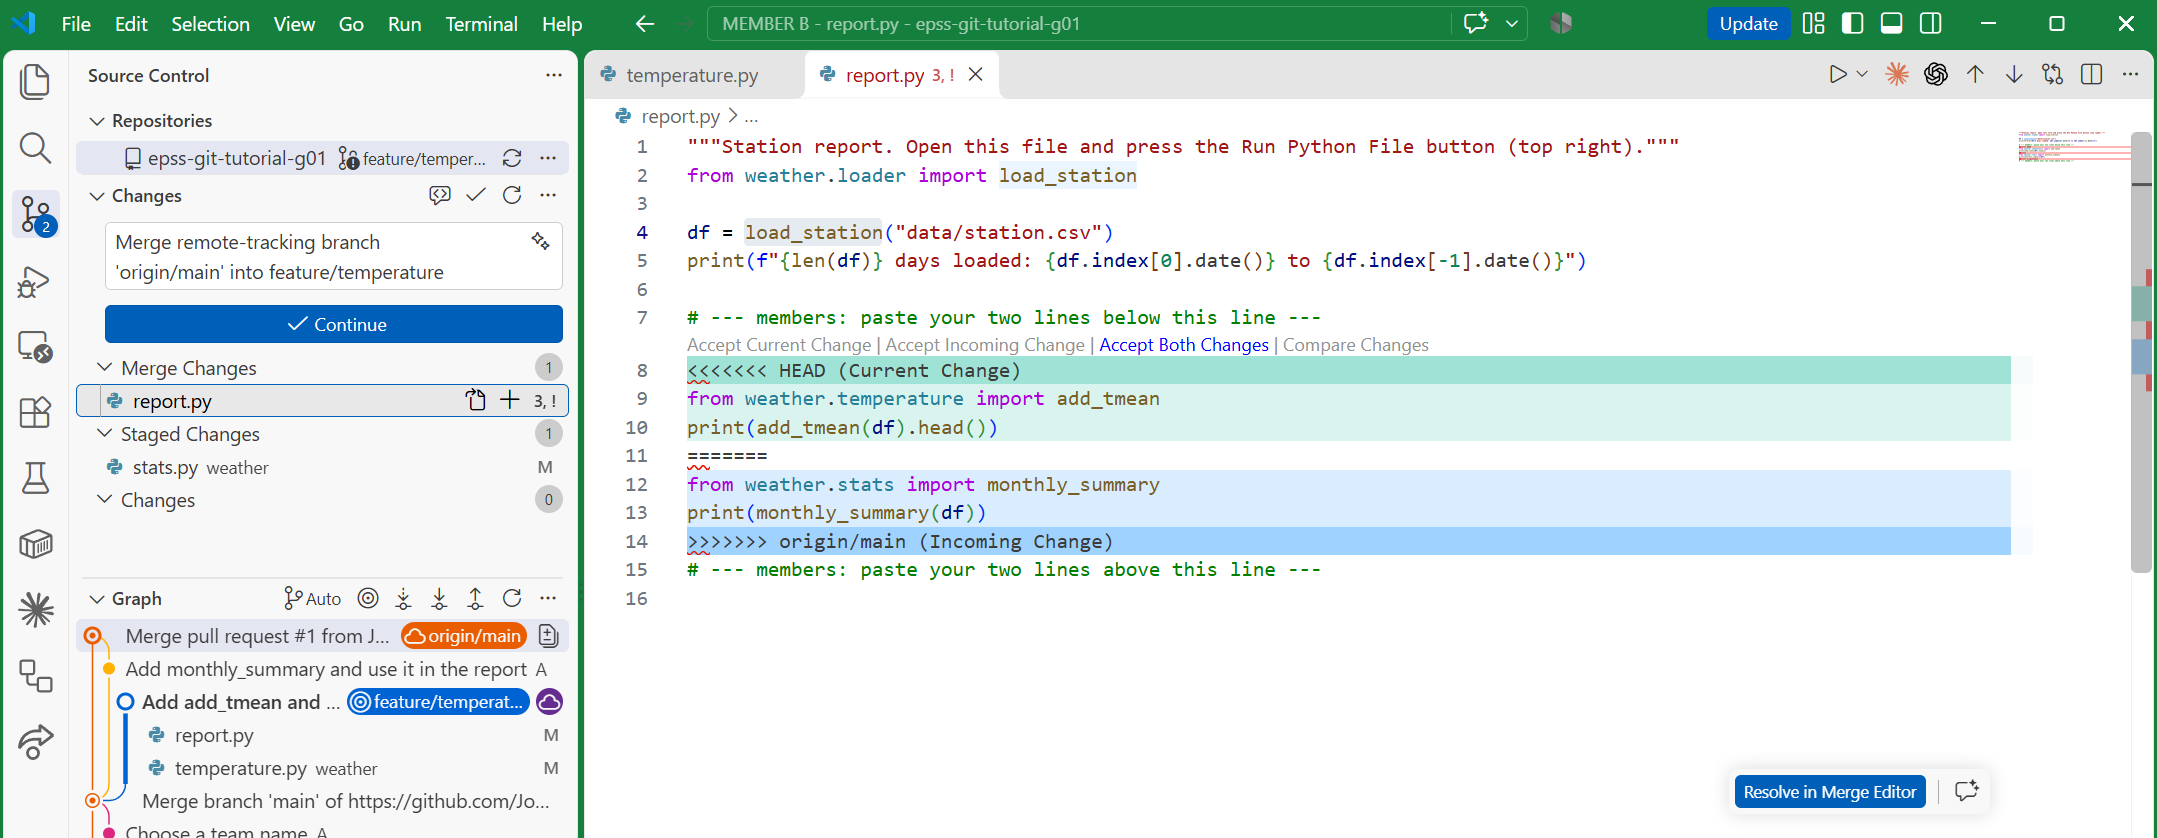 File Edit Selection View Go Run Terminal Help
MEMBER B - report.py - epss-git-tutorial-g01
Update
Source Control
Repositories
epss-git-tutorial-g01 feature/temper...
Changes
Merge remote-tracking branch
'origin/main' into feature/temperature
Continue
Merge Changes 1
report.py 3, !
Staged Changes 1
stats.py weather M
Changes 0
Graph Auto
Merge pull request #1 from J... origin/main
Add monthly_summary and use it in the report A
Add add_tmean and ... feature/temperat...
report.py M
temperature.py weather M
Merge branch 'main' of https://github.com/Jo...
Choose a team name A
2
temperature.py
report.py 3, !
report.py > ...
1 """Station report. Open this file and press the Run Python File button (top right)."""
2 from weather.loader import load_station
3
4 df = load_station("data/station.csv")
5 print(f"{len(df)} days loaded: {df.index[0].date()} to {df.index[-1].date()}")
6
7 # --- members: paste your two lines below this line ---
Accept Current Change | Accept Incoming Change | Accept Both Changes | Compare Changes
8 <<<<<<< HEAD (Current Change)
9 from weather.temperature import add_tmean
10 print(add_tmean(df).head())
11 =======
12 from weather.stats import monthly_summary
13 print(monthly_summary(df))
14 >>>>>>> origin/main (Incoming Change)
15 # --- members: paste your two lines above this line ---
16
Resolve in Merge Editor